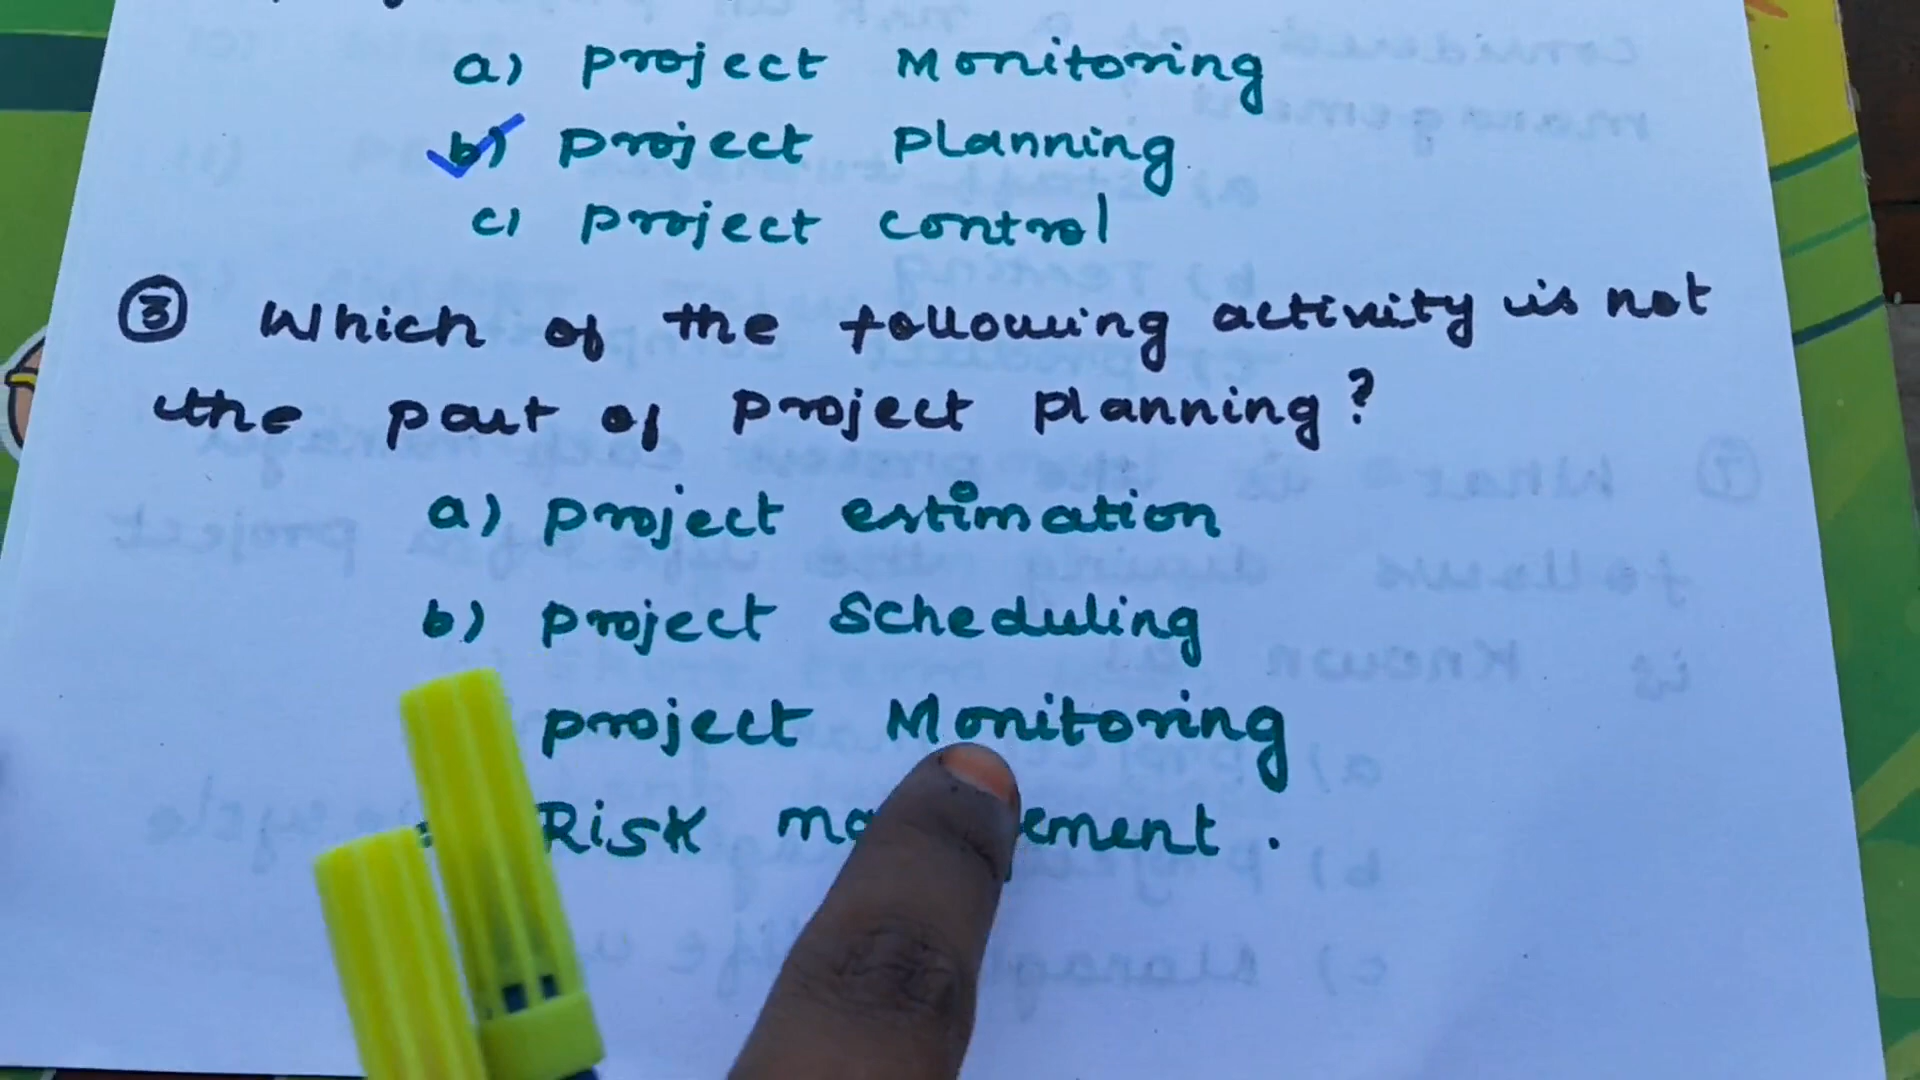 a) project Monitoring
b) project planning
c) project control
③ Which of the following activity is not
the part of project planning?
a) project estimation
b) project Scheduling
project Monitoring
Risk